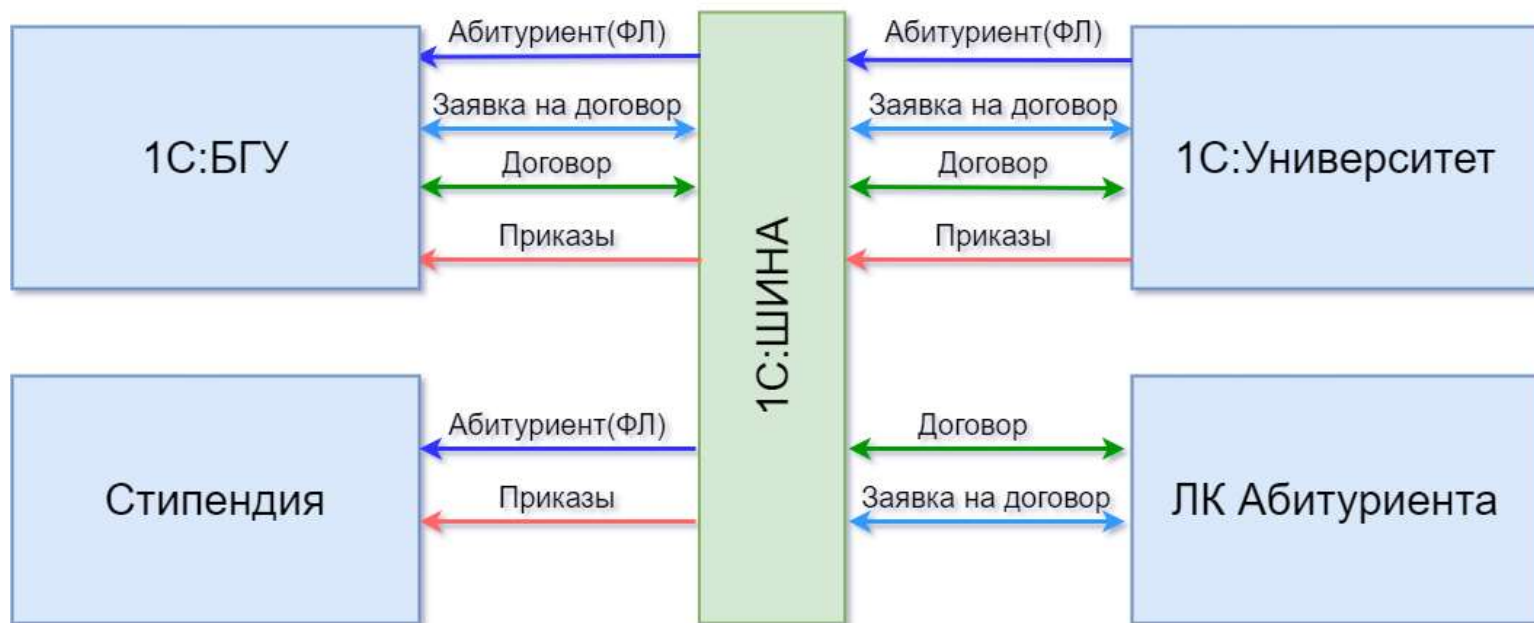 Абитуриент(ФЛ)
Заявка на договор
Договор
Приказы
1С:БГУ
1С:ШИНА
Абитуриент(ФЛ)
Заявка на договор
Договор
Приказы
1С:Университет
Стипендия
Абитуриент(ФЛ)
Приказы
Договор
Заявка на договор
ЛК Абитуриента